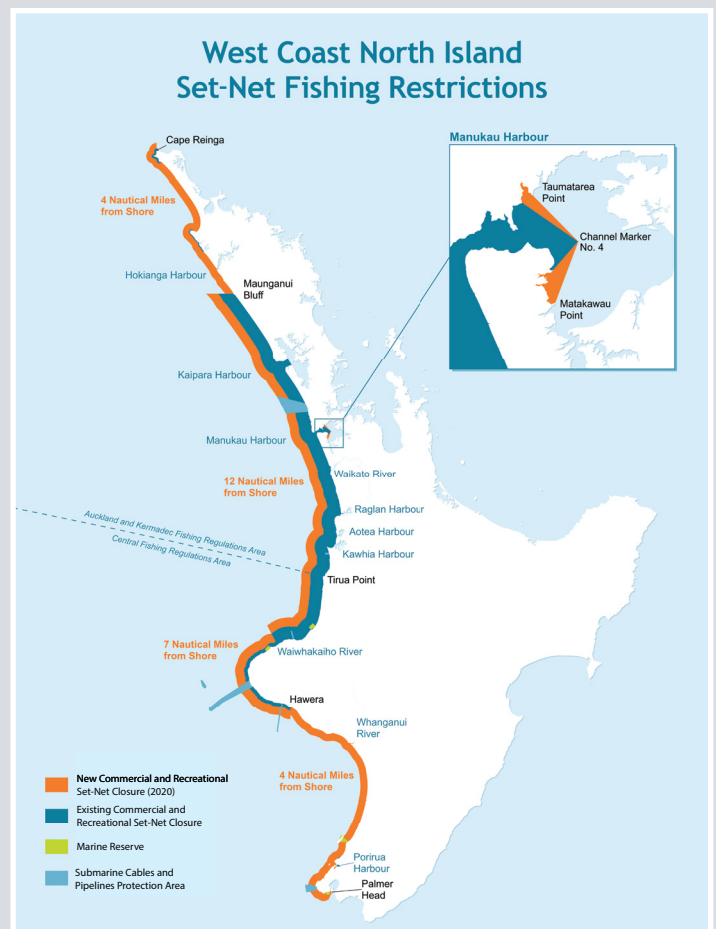 West Coast North Island
Set-Net Fishing Restrictions
Manukau Harbour
Taumatarea
Point
Channel Marker
No. 4
Matakawau
Point
Cape Reinga
4 Nautical Miles
from Shore
Hokianga Harbour
Maunganui
Bluff
Kaipara Harbour
Manukau Harbour
12 Nautical Miles
from Shore
Waikato River
Raglan Harbour
Auckland and Kermadec Fishing Regulations Area
Central Fishing Regulations Area
Aotea Harbour
Kawhia Harbour
Tirua Point
7 Nautical Miles
from Shore
Waiwhakaiho River
Hawera
Whanganui
River
4 Nautical Miles
from Shore
Porirua
Harbour
Palmer
Head
New Commercial and Recreational
Set-Net Closure (2020)
Existing Commercial and
Recreational Set-Net Closure
Marine Reserve
Submarine Cables and
Pipelines Protection Area